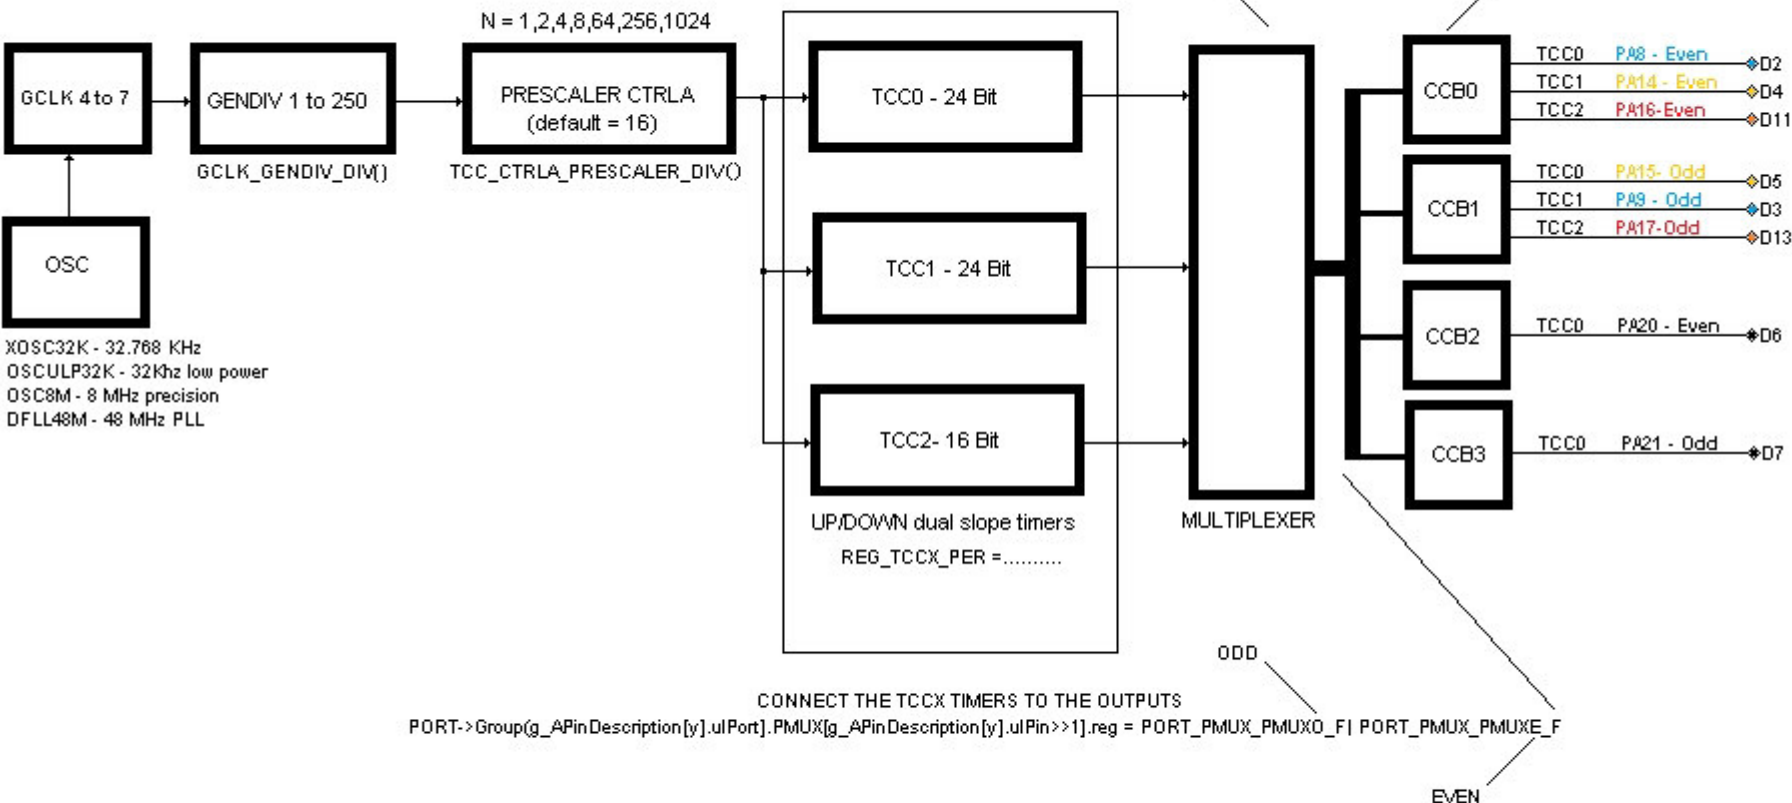 N = 1,2,4,8,64,256,1024
GCLK 4 to 7
GENDIV 1 to 250
PRESCALER CTRLA
(default = 16)
GCLK_GENDIV_DIV()
TCC_CTRLA_PRESCALER_DIV()
OSC
XOSC32K - 32.768 KHz
OSCULP32K - 32Khz low power
OSC8M - 8 MHz precision
DFLL48M - 48 MHz PLL
TCC0 - 24 Bit
TCC1 - 24 Bit
TCC2- 16 Bit
UP/DOWN dual slope timers
REG_TCCX_PER =..........
MULTIPLEXER
CCB0
TCC0 PA8 - Even D2
TCC1 PA14 - Even D4
TCC2 PA16-Even D11
CCB1
TCC0 PA15- Odd D5
TCC1 PA9 - Odd D3
TCC2 PA17-Odd D13
CCB2
TCC0 PA20 - Even D6
CCB3
TCC0 PA21 - Odd D7
ODD
CONNECT THE TCCX TIMERS TO THE OUTPUTS
PORT->Group(g_APinDescription[y].ulPort].PMUX[g_APinDescription[y].ulPin>>1].reg = PORT_PMUX_PMUXO_F| PORT_PMUX_PMUXE_F
EVEN